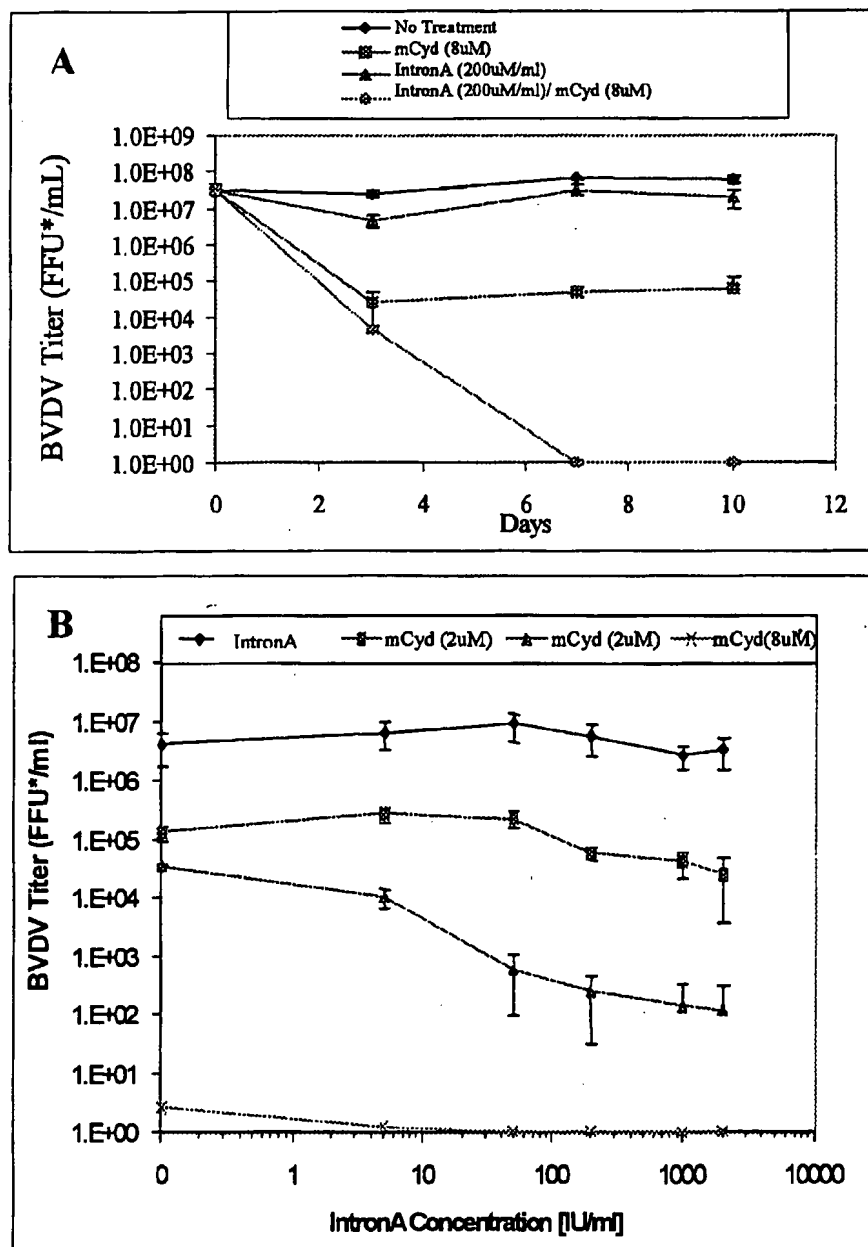 A
No Treatment
mCyd (8uM)
IntronA (200uM/ml)
IntronA (200uM/ml)/ mCyd (8uM)
1.0E+09
1.0E+08
1.0E+07
1.0E+06
1.0E+05
1.0E+04
1.0E+03
1.0E+02
1.0E+01
1.0E+00
BVDV Titer (FFU*/mL)
0 2 4 6 8 10 12
Days
B
IntronA mCyd (2uM) mCyd (2uM) mCyd(8uM)
1.E+08
1.E+07
1.E+06
1.E+05
1.E+04
1.E+03
1.E+02
1.E+01
1.E+00
BVDV Titer (FFU*/ml)
0 1 10 100 1000 10000
IntronA Concentration [IU/ml]